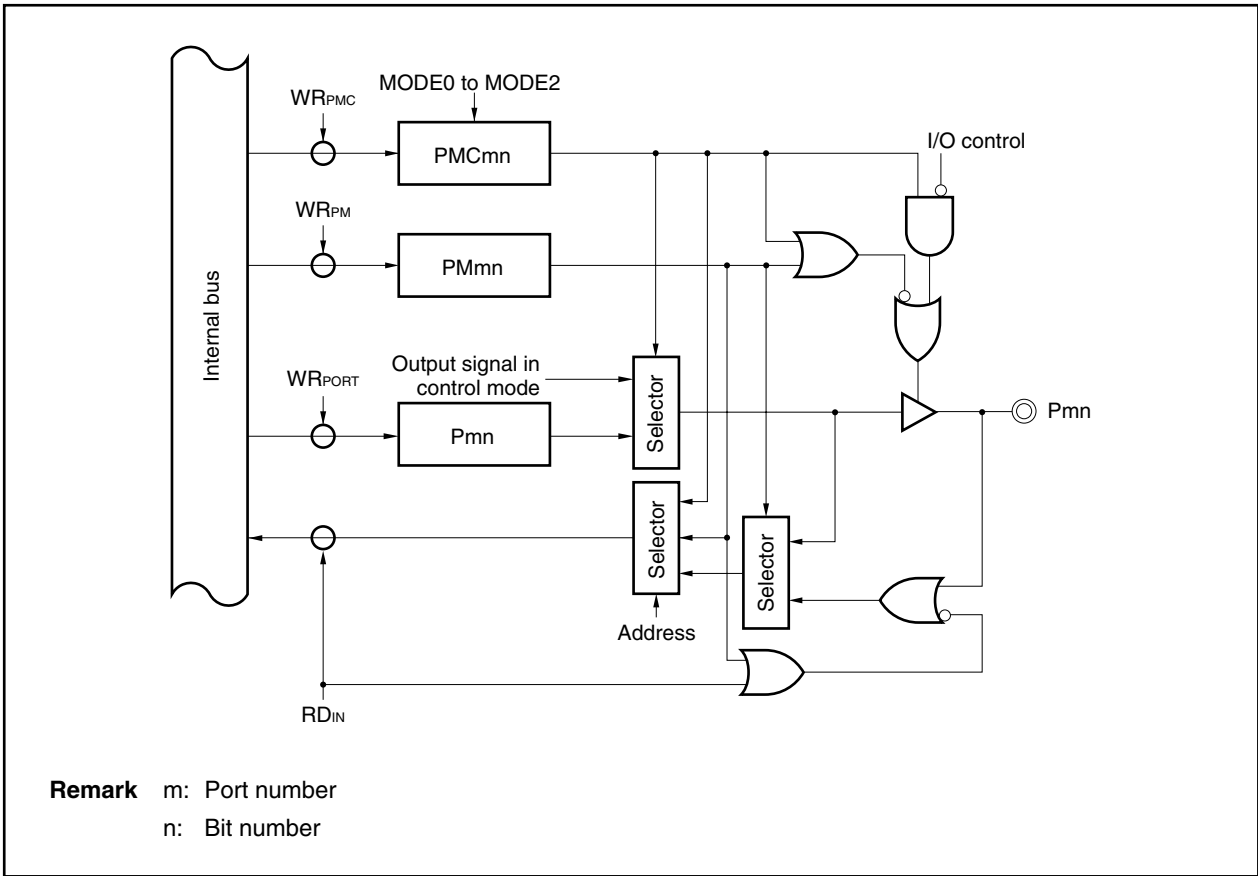 MODE0 to MODE2
WRPMC
PMCmn
I/O control
WRPM
PMmn
Internal bus
Output signal in
control mode
WRPORT
Pmn
Selector
Pmn
Selector
Selector
Address
RDIN
Remark m: Port number
n: Bit number